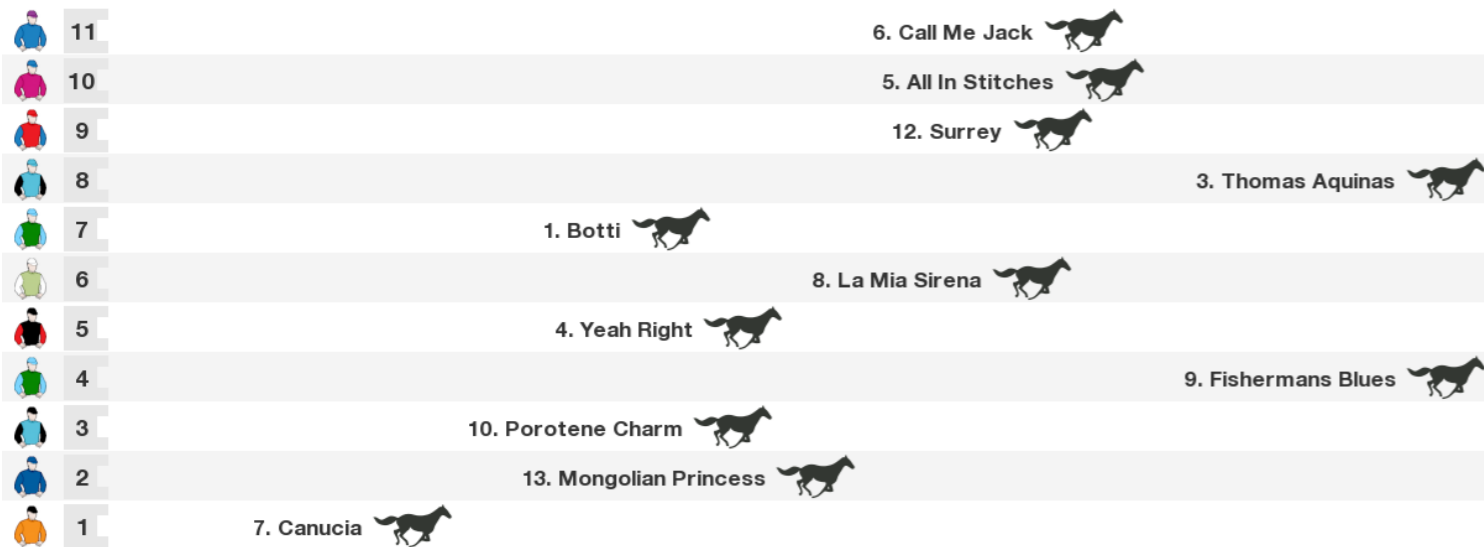 11 6. Call Me Jack
10 5. All In Stitches
9 12. Surrey
8 3. Thomas Aquinas
7 1. Botti
6 8. La Mia Sirena
5 4. Yeah Right
4 9. Fishermans Blues
3 10. Porotene Charm
2 13. Mongolian Princess
1 7. Canucia